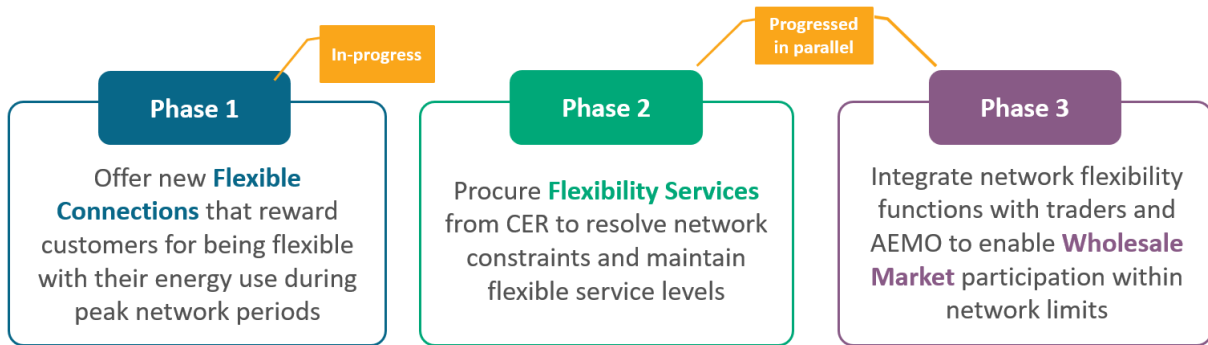 In-progress
Progressed
in parallel
Phase 1
Offer new Flexible
Connections that reward
customers for being flexible
with their energy use during
peak network periods
Phase 2
Procure Flexibility Services
from CER to resolve network
constraints and maintain
flexible service levels
Phase 3
Integrate network flexibility
functions with traders and
AEMO to enable Wholesale
Market participation within
network limits